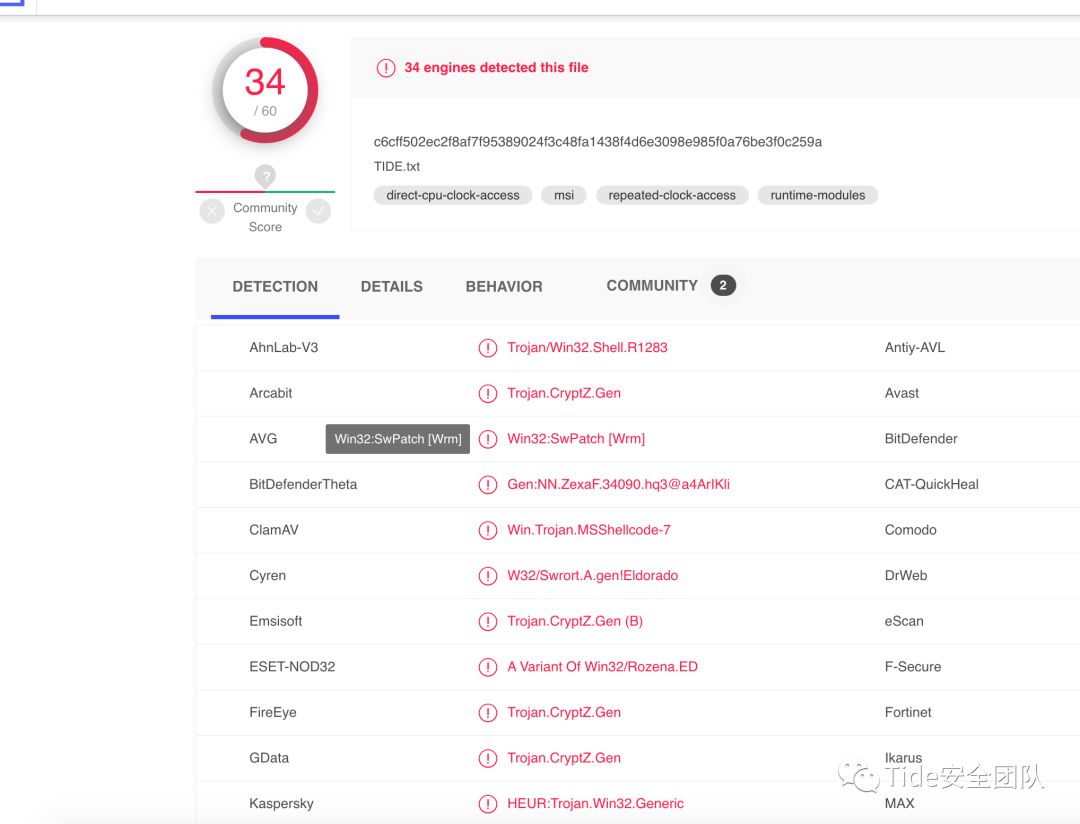 34
/ 60
34 engines detected this file
c6cff502ec2f8af7f95389024f3c48fa1438f4d6e3098e985f0a76be3f0c259a
TIDE.txt
direct-cpu-clock-access msi repeated-clock-access runtime-modules
?
Community
Score
DETECTION DETAILS BEHAVIOR COMMUNITY 2
AhnLab-V3 Trojan/Win32.Shell.R1283 Antiy-AVL
Arcabit Trojan.CryptZ.Gen Avast
AVG Win32:SwPatch [Wrm] Win32:SwPatch [Wrm] BitDefender
BitDefenderTheta Gen:NN.ZexaF.34090.hq3@a4ArIKli CAT-QuickHeal
ClamAV Win.Trojan.MSShellcode-7 Comodo
Cyren W32/Swrort.A.gen!Eldorado DrWeb
Emsisoft Trojan.CryptZ.Gen (B) eScan
ESET-NOD32 A Variant Of Win32/Rozena.ED F-Secure
FireEye Trojan.CryptZ.Gen Fortinet
GData Trojan.CryptZ.Gen Ikarus
Tide安全团队
Kaspersky HEUR:Trojan.Win32.Generic MAX